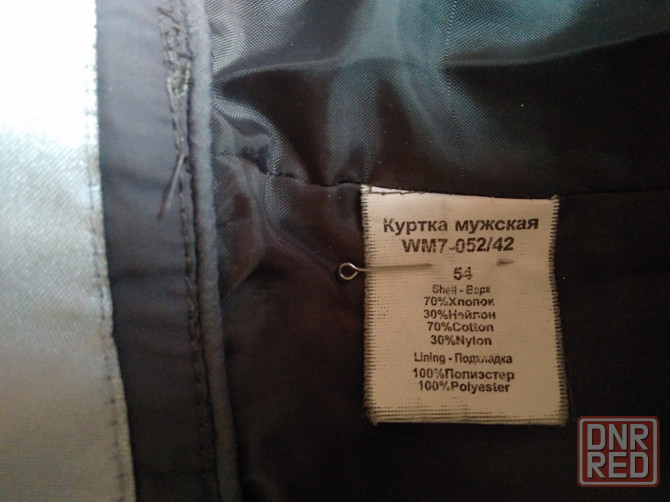 Куртка мужская
WM7-052/42
54
Shell - Верх
70%Хлопок
30%Нейлон
70%Cotton
30%Nylon
Lining - Подкладка
100%Полиэстер
100%Polyester
DNR
RED